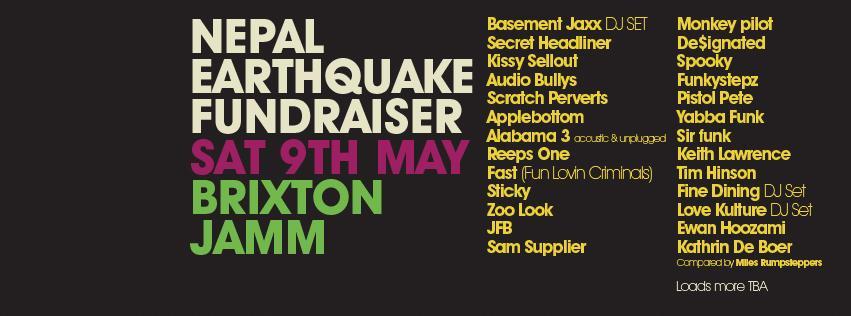 NEPAL
EARTHQUAKE
FUNDRAISER
SAT 9TH MAY
BRIXTON
JAMM
Basement Jaxx DJ SET
Secret Headliner
Kissy Sellout
Audio Bullys
Scratch Perverts
Applebottom
Alabama 3 acoustic & unplugged
Reeps One
Fast (Fun Lovin Criminals)
Sticky
Zoo Look
JFB
Sam Supplier
Monkey pilot
De$ignated
Spooky
Funkystepz
Pistol Pete
Yabba Funk
Sir funk
Keith Lawrence
Tim Hinson
Fine Dining DJ Set
Love Kulture DJ Set
Ewan Hoozami
Kathrin De Boer
Compared by Miles Rumpsteppers
Loads more TBA